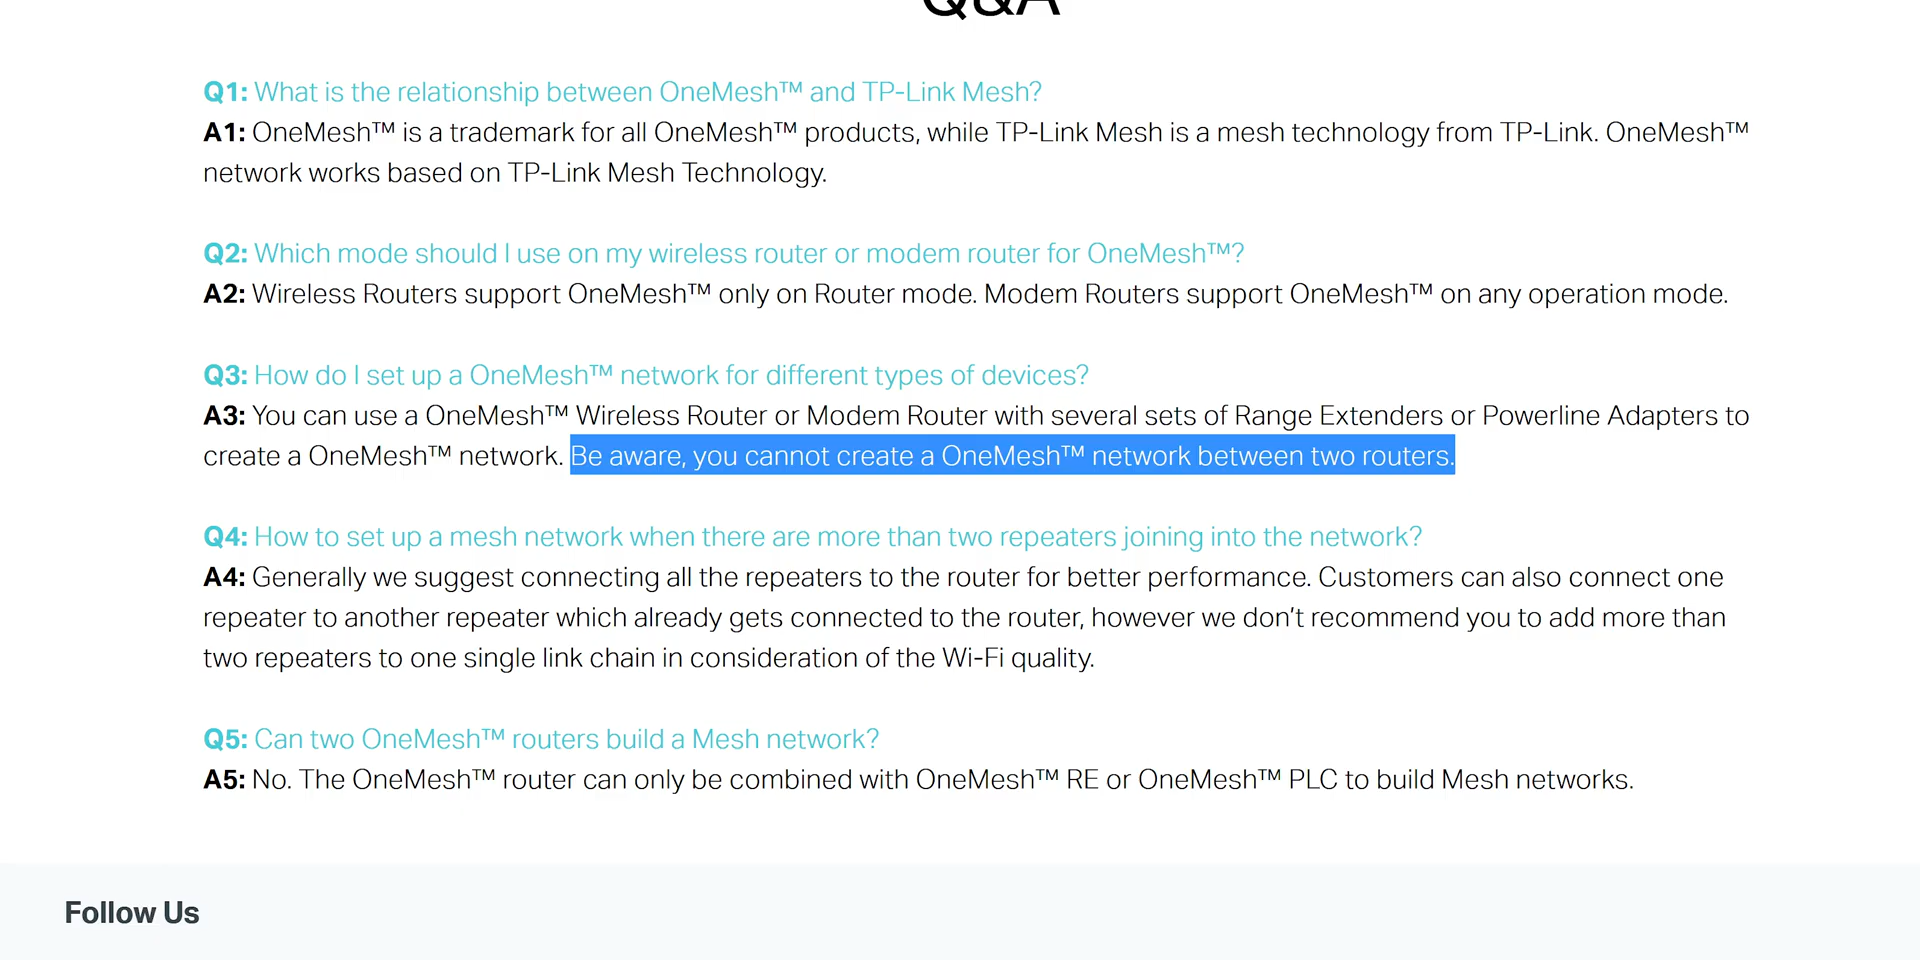 Q&A
Q1: What is the relationship between OneMesh™ and TP-Link Mesh?
A1: OneMesh™ is a trademark for all OneMesh™ products, while TP-Link Mesh is a mesh technology from TP-Link. OneMesh™
network works based on TP-Link Mesh Technology.
Q2: Which mode should I use on my wireless router or modem router for OneMesh™?
A2: Wireless Routers support OneMesh™ only on Router mode. Modem Routers support OneMesh™ on any operation mode.
Q3: How do I set up a OneMesh™ network for different types of devices?
A3: You can use a OneMesh™ Wireless Router or Modem Router with several sets of Range Extenders or Powerline Adapters to
create a OneMesh™ network. Be aware, you cannot create a OneMesh™ network between two routers.
Q4: How to set up a mesh network when there are more than two repeaters joining into the network?
A4: Generally we suggest connecting all the repeaters to the router for better performance. Customers can also connect one
repeater to another repeater which already gets connected to the router, however we don’t recommend you to add more than
two repeaters to one single link chain in consideration of the Wi-Fi quality.
Q5: Can two OneMesh™ routers build a Mesh network?
A5: No. The OneMesh™ router can only be combined with OneMesh™ RE or OneMesh™ PLC to build Mesh networks.
Follow Us